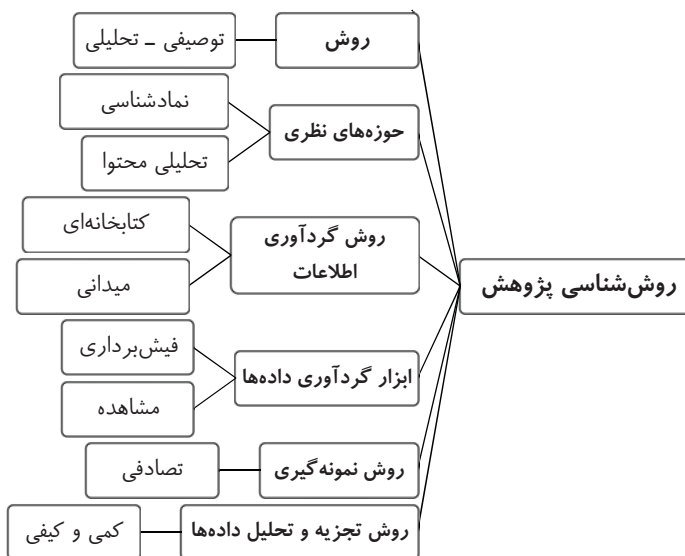 روش
توصیفی ـ تحلیلی
حوزه‌های نظری
نمادشناسی
تحلیلی محتوا
روش گردآوری
اطلاعات
کتابخانه‌ای
میدانی
روش‌شناسی پژوهش
ابزار گردآوری داده‌ها
فیش‌برداری
مشاهده
روش نمونه‌گیری
تصادفی
روش تجزیه و تحلیل داده‌ها
کمی و کیفی